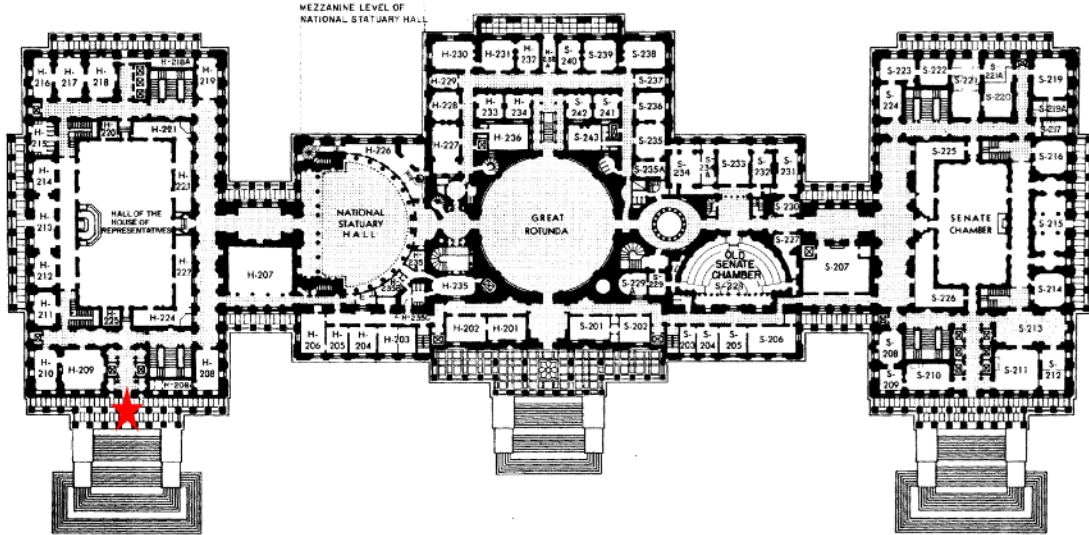 MEZZANINE LEVEL OF
NATIONAL STATUARY HALL
H-230
H-231
H-
232
S-
240
S-239
S-238
H-229
S-237
H-228
H-
233
H-
234
S-
242
S-
241
S-236
H-227
H-236
S-243
S-235
S-235A
H-
216
H-
217
H-
218
H-218A
H-
219
H-
215
H-221
H-
214
H-
213
H-
212
H-
211
HALL OF THE
HOUSE OF
REPRESENTATIVES
H-224
H-
210
H-209
H-
208
H-207
H-226
NATIONAL
STATUARY
HALL
GREAT
ROTUNDA
H-235
H-
206
H-
205
H-
204
H-203
H-202
H-201
S-201
S-202
S-
203
S-
204
S-
205
S-206
S-
234
S-233
S-
232
S-
231
S-230
S-227
OLD
SENATE
CHAMBER
S-228
S-
229
S-207
S-223
S-222
S-
221
S-
221A
S-219
S-
224
S-220
S-219A
S-217
S-225
S-216
SENATE
CHAMBER
S-
215
S-226
S-214
S-213
S-
208
S-
209
S-210
S-211
S-
212